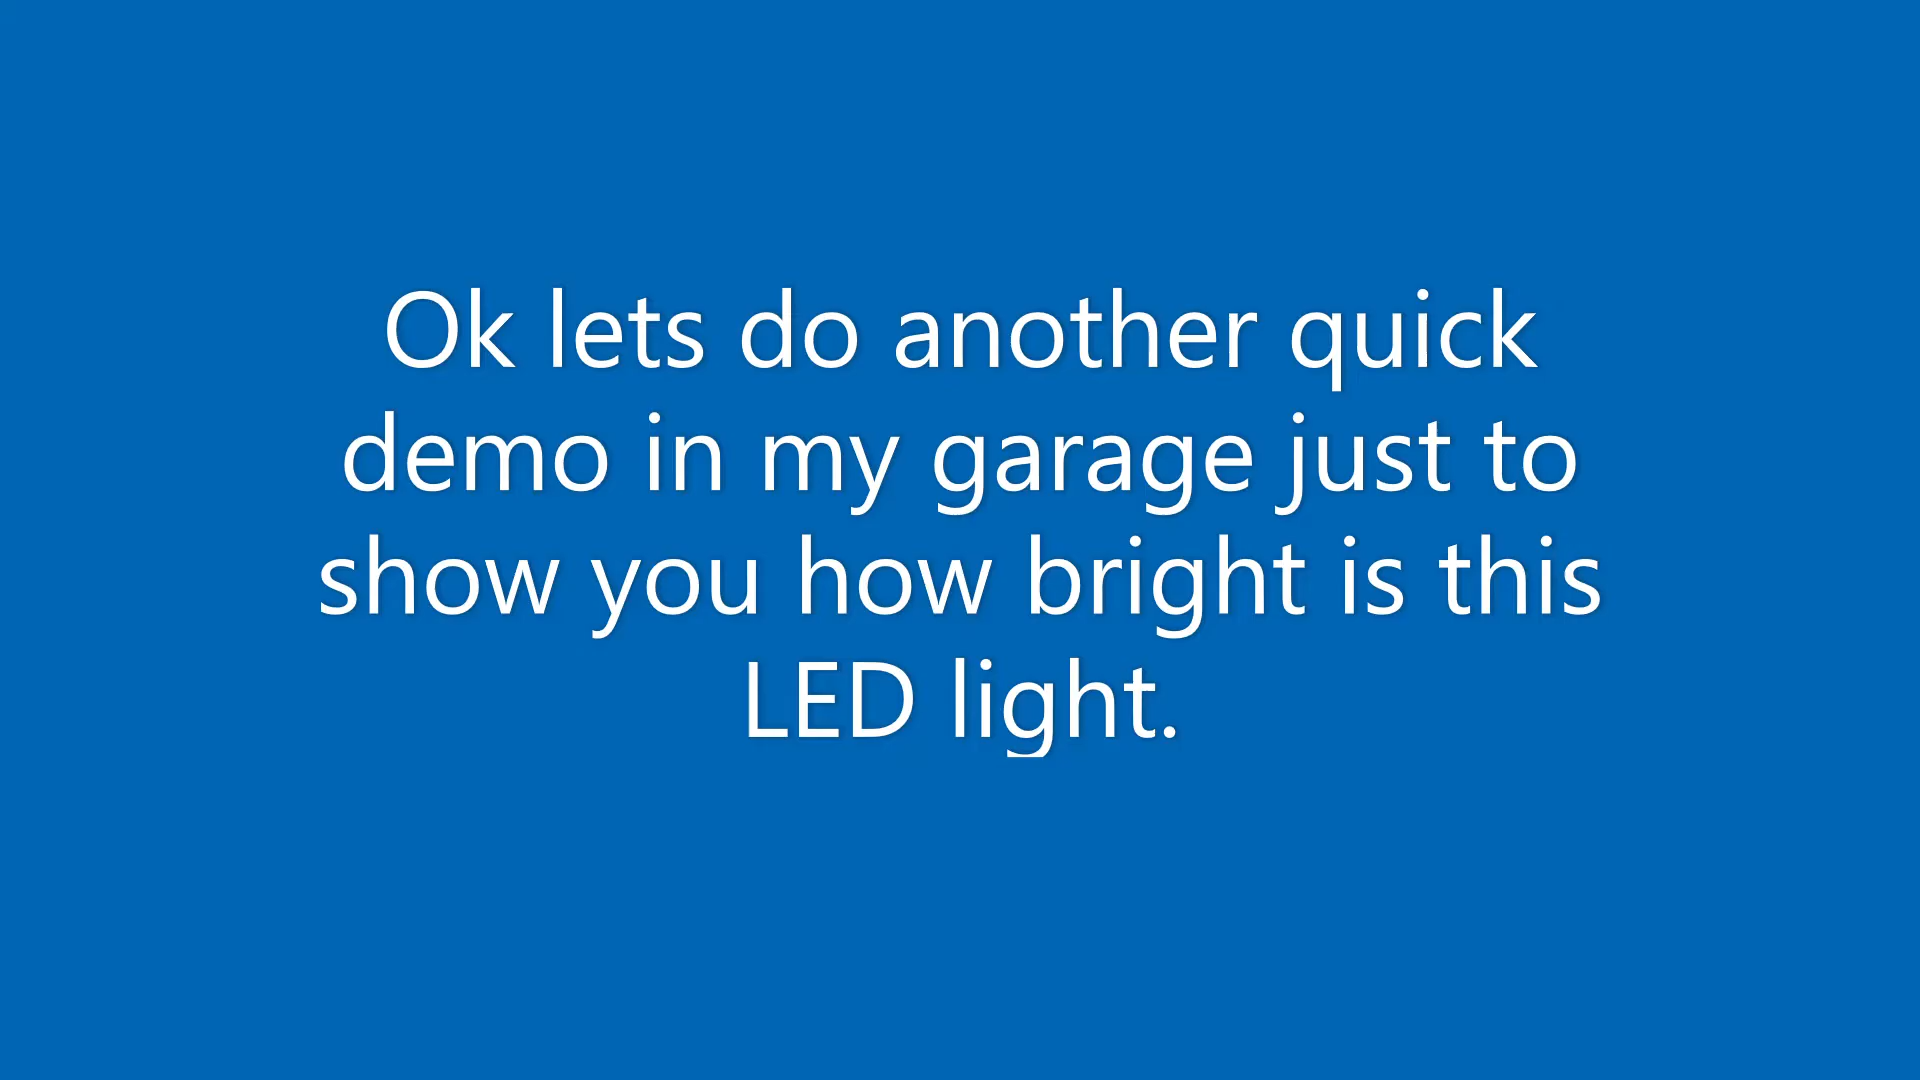 Ok lets do another quick
demo in my garage just to
show you how bright is this
LED light.